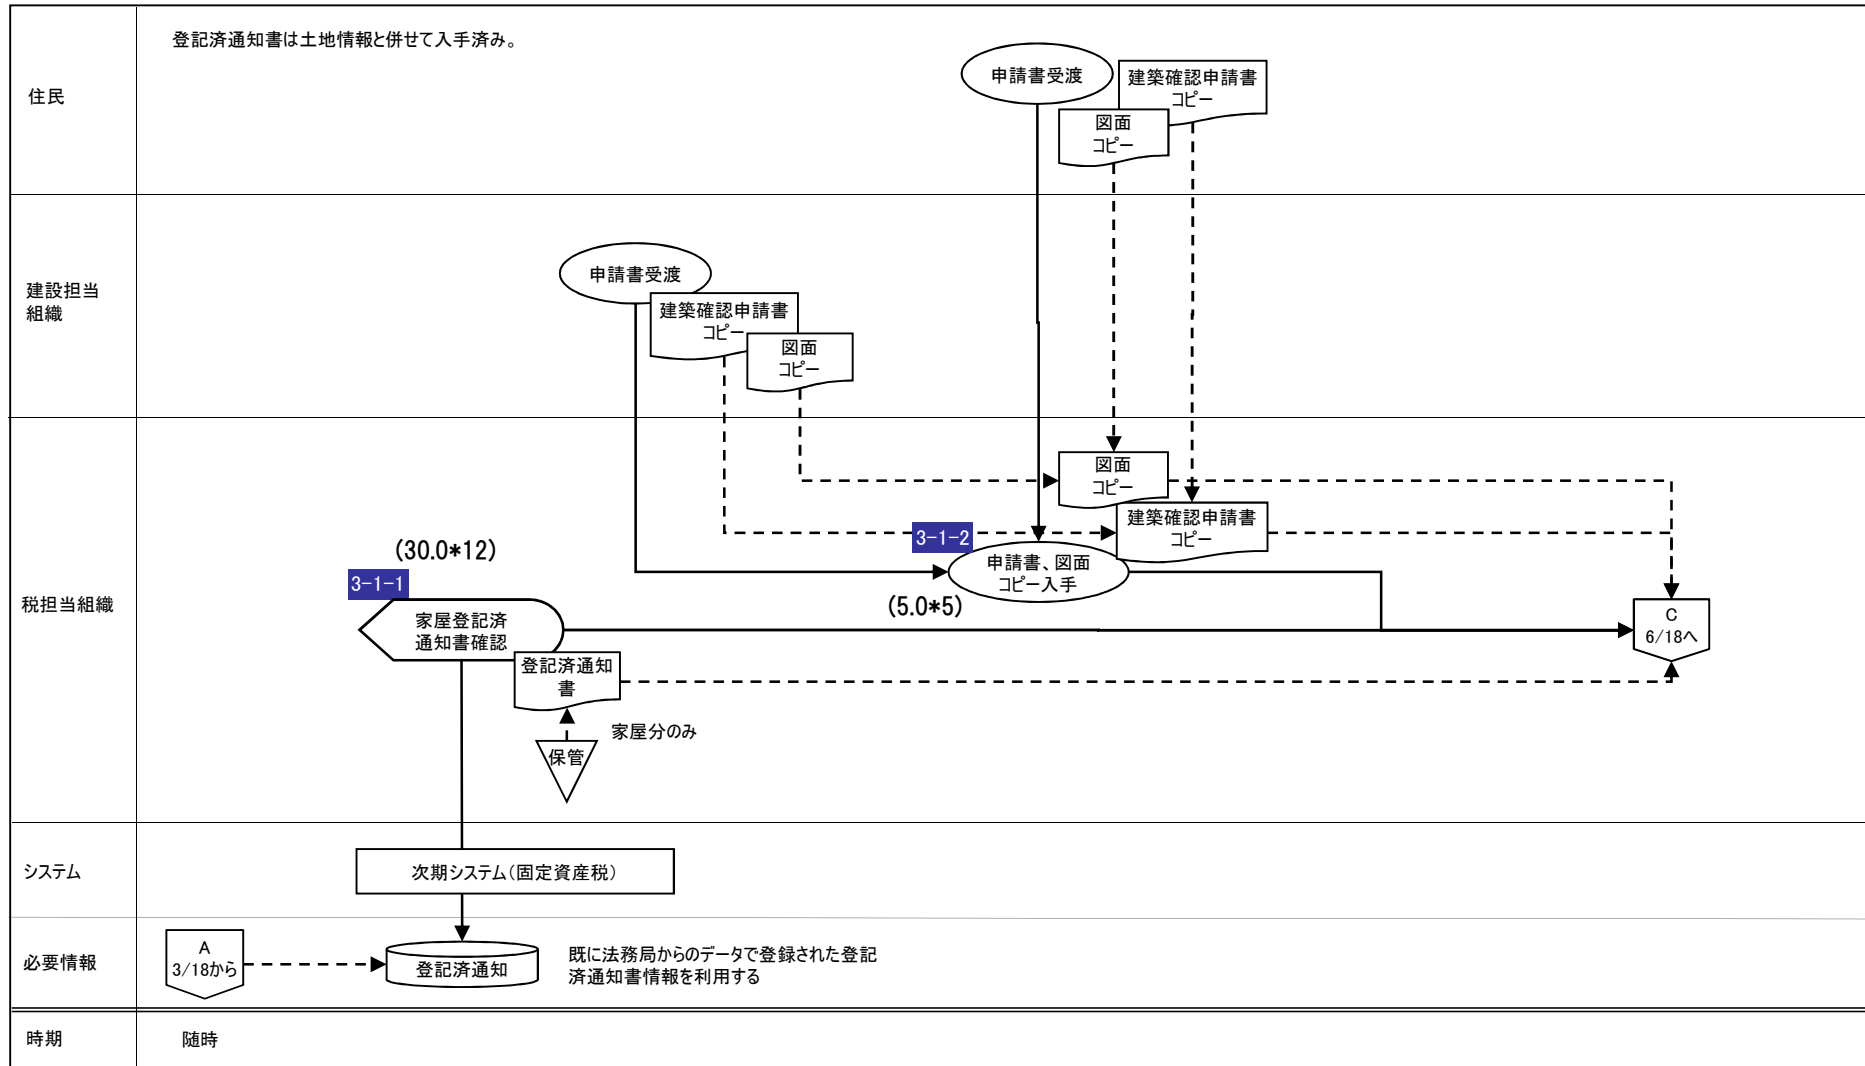 登記済通知書は土地情報と併せて入手済み。
住民
申請書受渡
建築確認申請書
コピー
図面
コピー
建設担当
組織
申請書受渡
建築確認申請書
コピー
図面
コピー
税担当組織
図面
コピー
建築確認申請書
コピー
3-1-2
申請書、図面
コピー入手
(5.0*5)
(30.0*12)
3-1-1
家屋登記済
通知書確認
登記済通知
書
家屋分のみ
保管
C
6/18へ
システム
次期システム(固定資産税)
必要情報
A
3/18から
登記済通知
既に法務局からのデータで登録された登記
済通知書情報を利用する
時期
随時